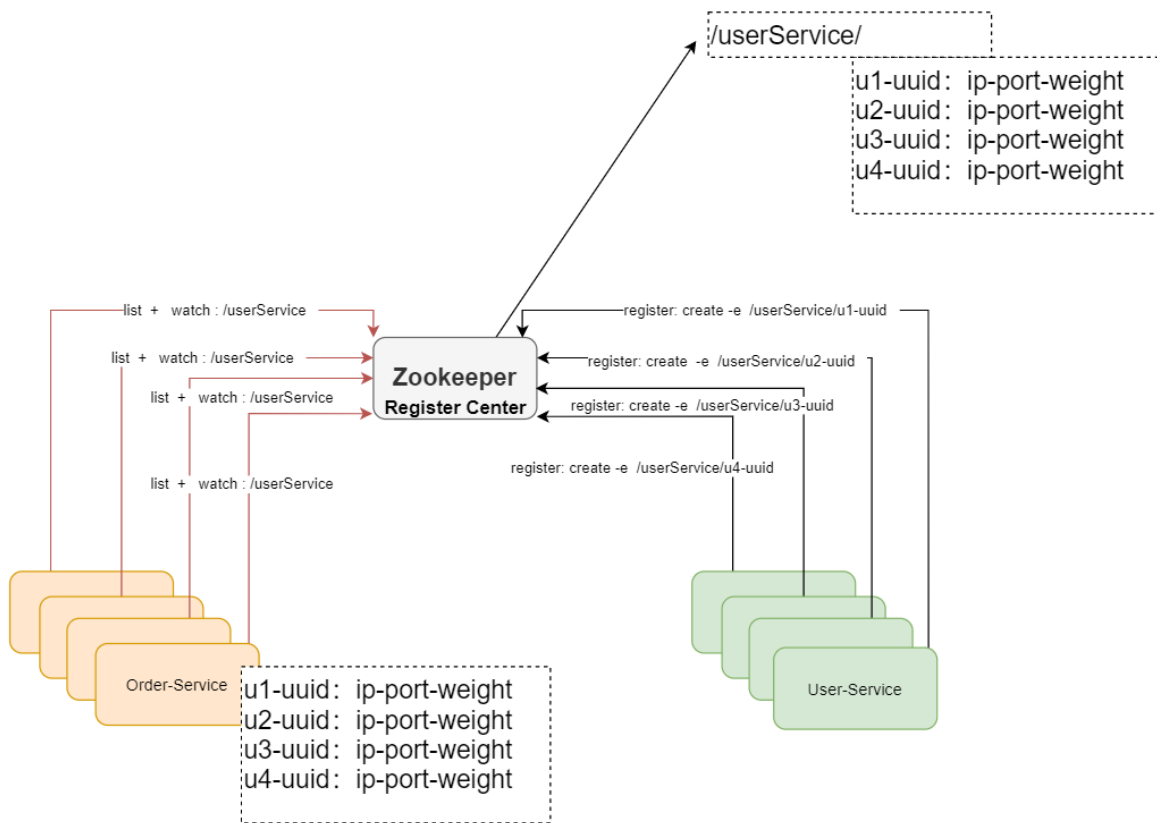 /userService/
u1-uuid：ip-port-weight
u2-uuid：ip-port-weight
u3-uuid：ip-port-weight
u4-uuid：ip-port-weight
list + watch : /userService
register: create -e /userService/u1-uuid
list + watch : /userService
register: create -e /userService/u2-uuid
Zookeeper
list + watch : /userService
Register Center
register: create -e /userService/u3-uuid
register: create -e /userService/u4-uuid
list + watch : /userService
Order-Service
User-Service
u1-uuid：ip-port-weight
u2-uuid：ip-port-weight
u3-uuid：ip-port-weight
u4-uuid：ip-port-weight